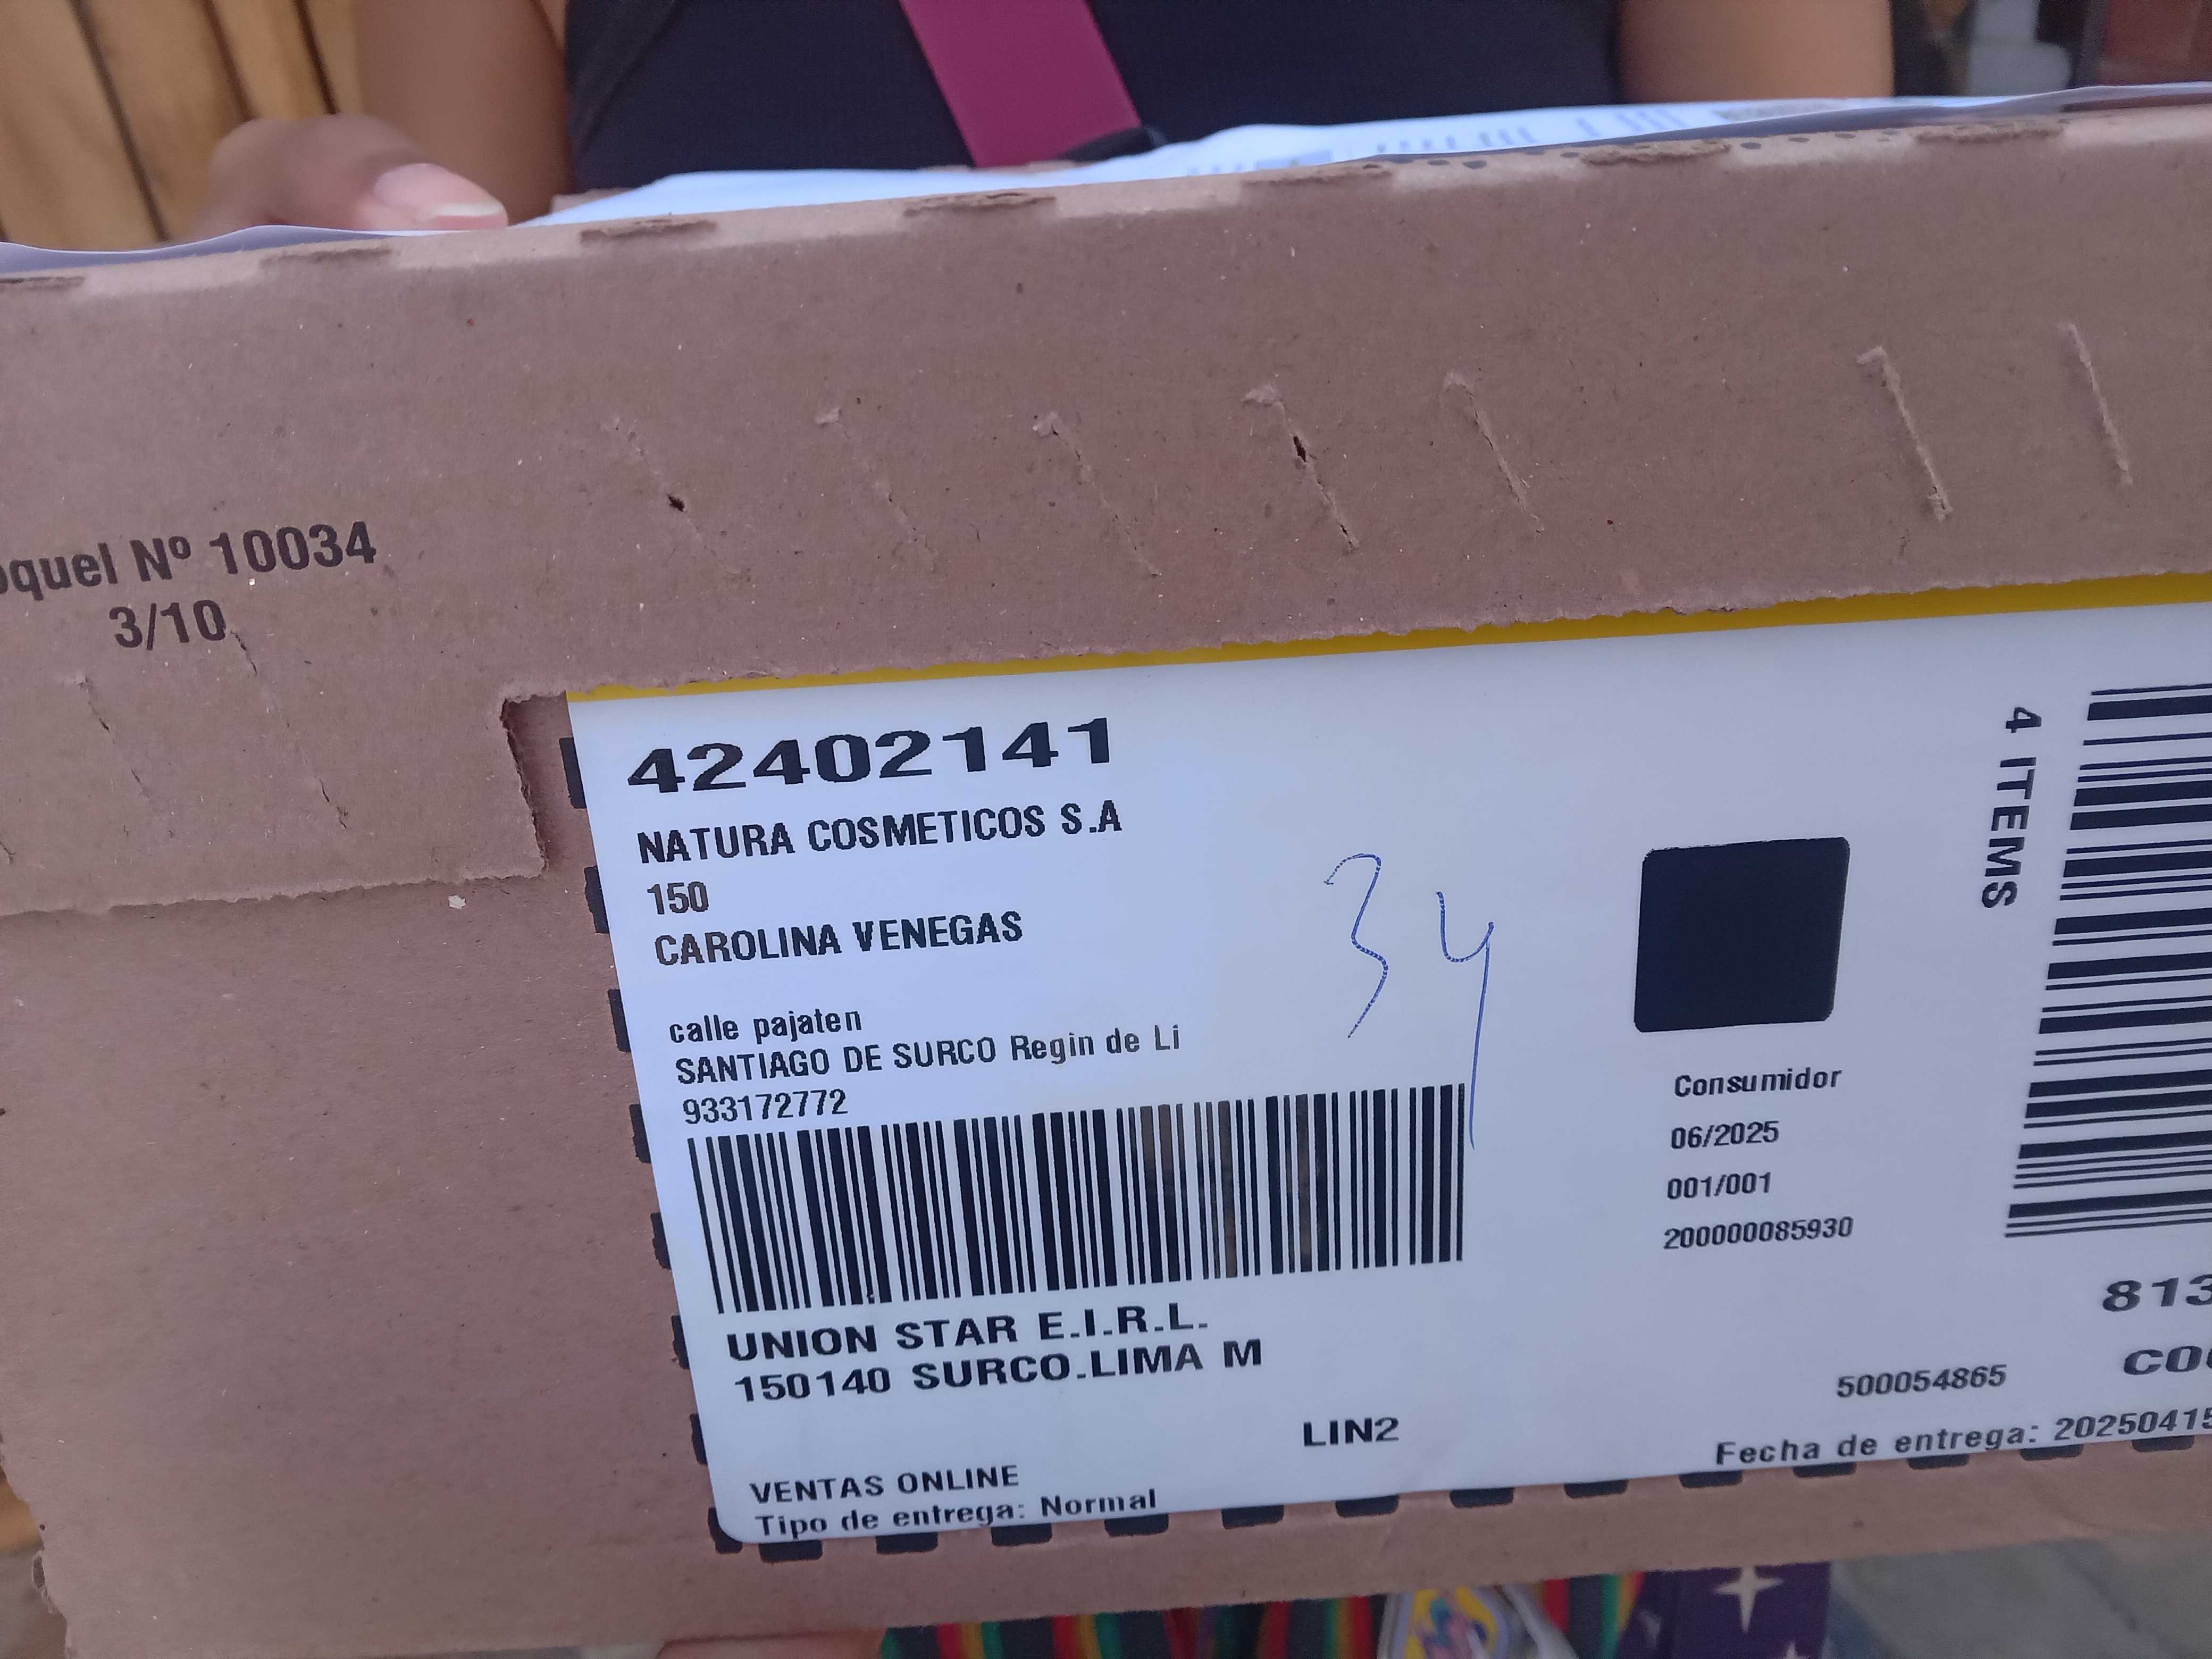 Nº 10034
3/10
42402141
NATURA COSMETICOS S.A
150
CAROLINA VENEGAS
34
calle pajaten
SANTIAGO DE SURCO Regin de Li
933172772
UNION STAR E.I.R.L.
150140 SURCO.LIMA M
LIN2
VENTAS ONLINE
Tipo de entrega: Normal
4 ITEMS
Consumidor
06/2025
001/001
200000085930
813
500054865
Fecha de entrega: 20250415